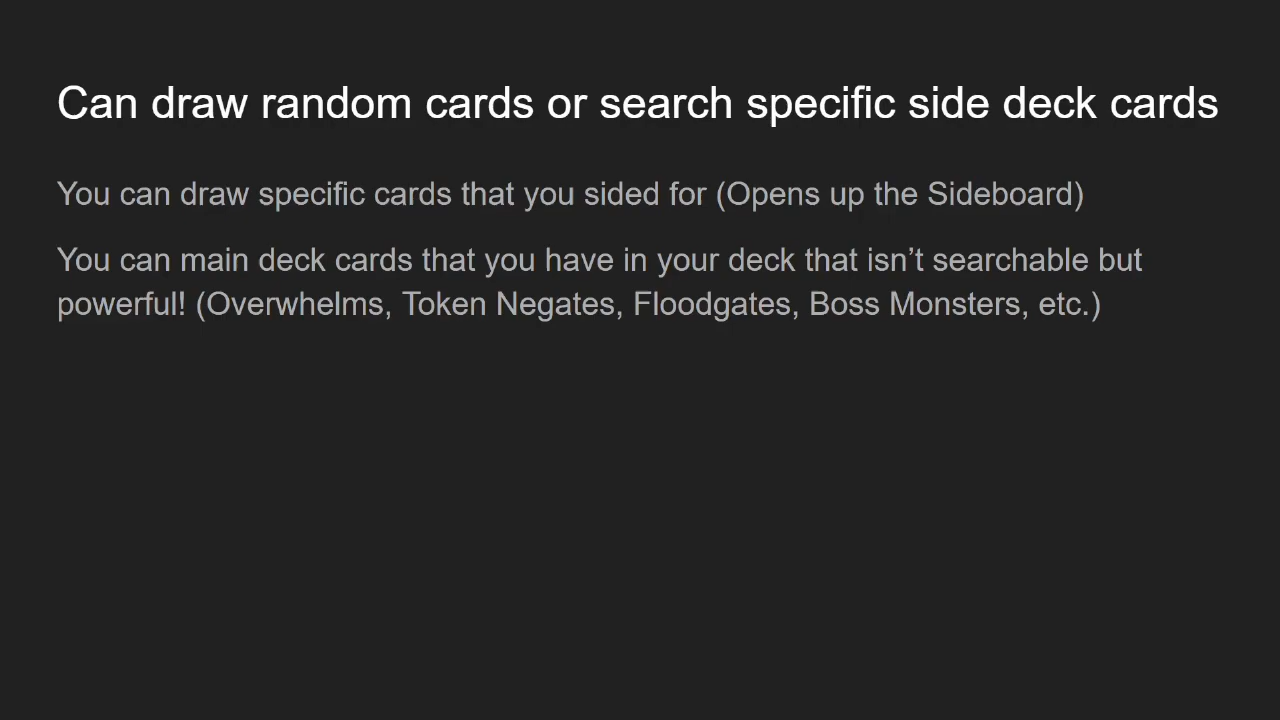 Can draw random cards or search specific side deck cards
You can draw specific cards that you sided for (Opens up the Sideboard)
You can main deck cards that you have in your deck that isn’t searchable but
powerful! (Overwhelms, Token Negates, Floodgates, Boss Monsters, etc.)